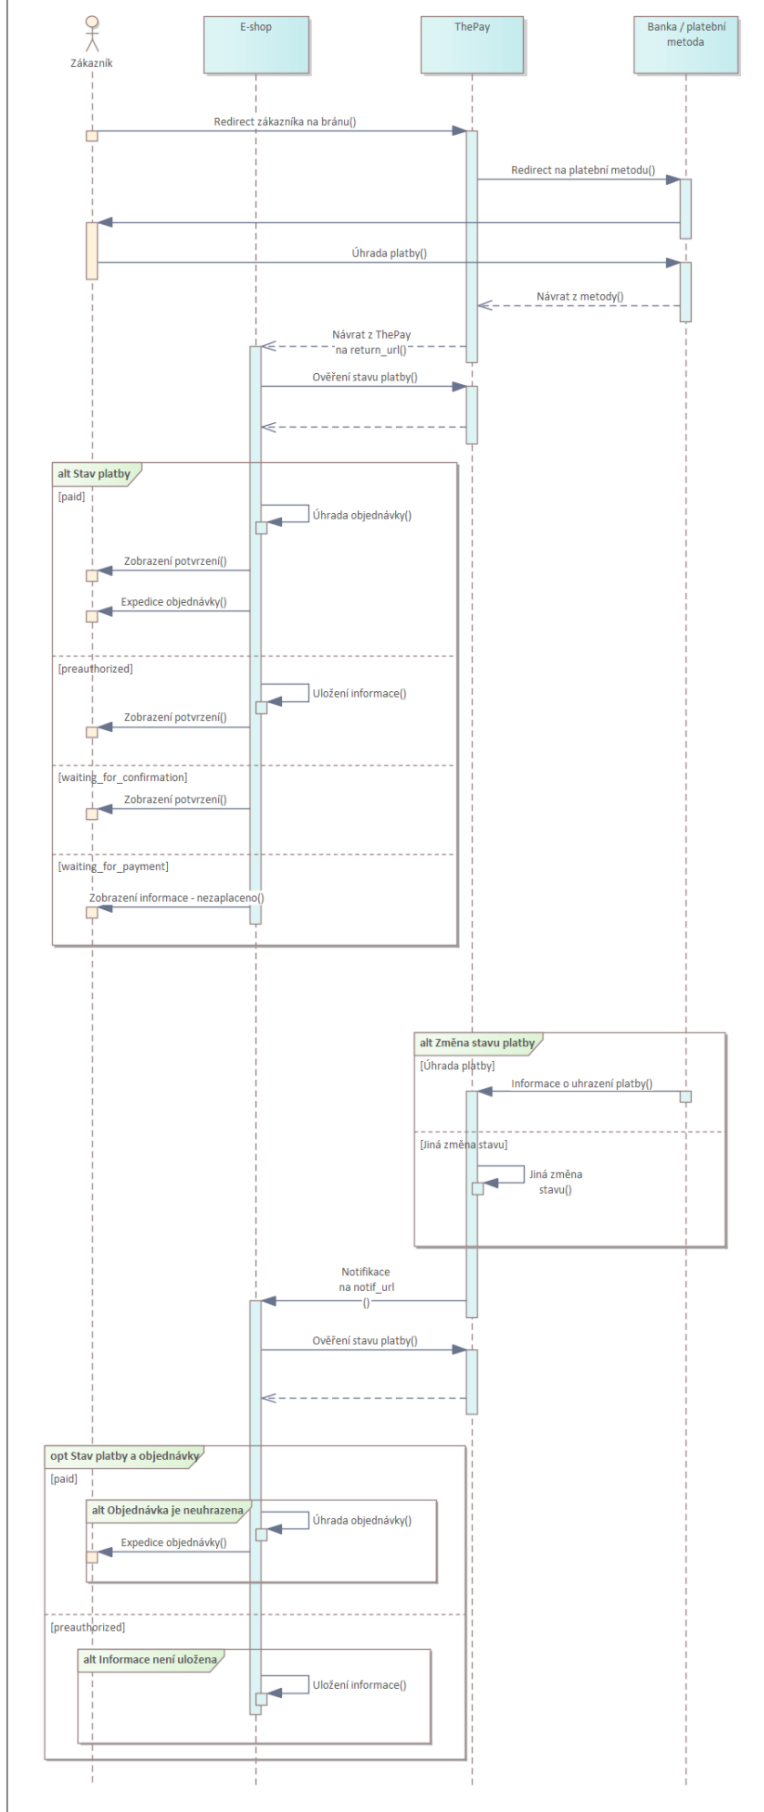 Zákazník
E-shop
ThePay
Banka / platební
metoda
Redirect zákazníka na bránu()
Redirect na platební metodu()
Úhrada platby()
Návrat z metody()
Návrat z ThePay
na return_url()
Ověření stavu platby()
alt Stav platby
[paid]
Úhrada objednávky()
Zobrazení potvrzení()
Expedice objednávky()
[preauthorized]
Uložení informace()
Zobrazení potvrzení()
[waiting_for_confirmation]
Zobrazení potvrzení()
[waiting_for_payment]
Zobrazení informace - nezaplaceno()
alt Změna stavu platby
[Úhrada platby]
Informace o uhrazení platby()
[Jiná změna stavu]
Jiná změna
stavu()
Notifikace
na notif_url
()
Ověření stavu platby()
opt Stav platby a objednávky
[paid]
alt Objednávka je neuhrazena
Úhrada objednávky()
Expedice objednávky()
[preauthorized]
alt Informace není uložena
Uložení informace()